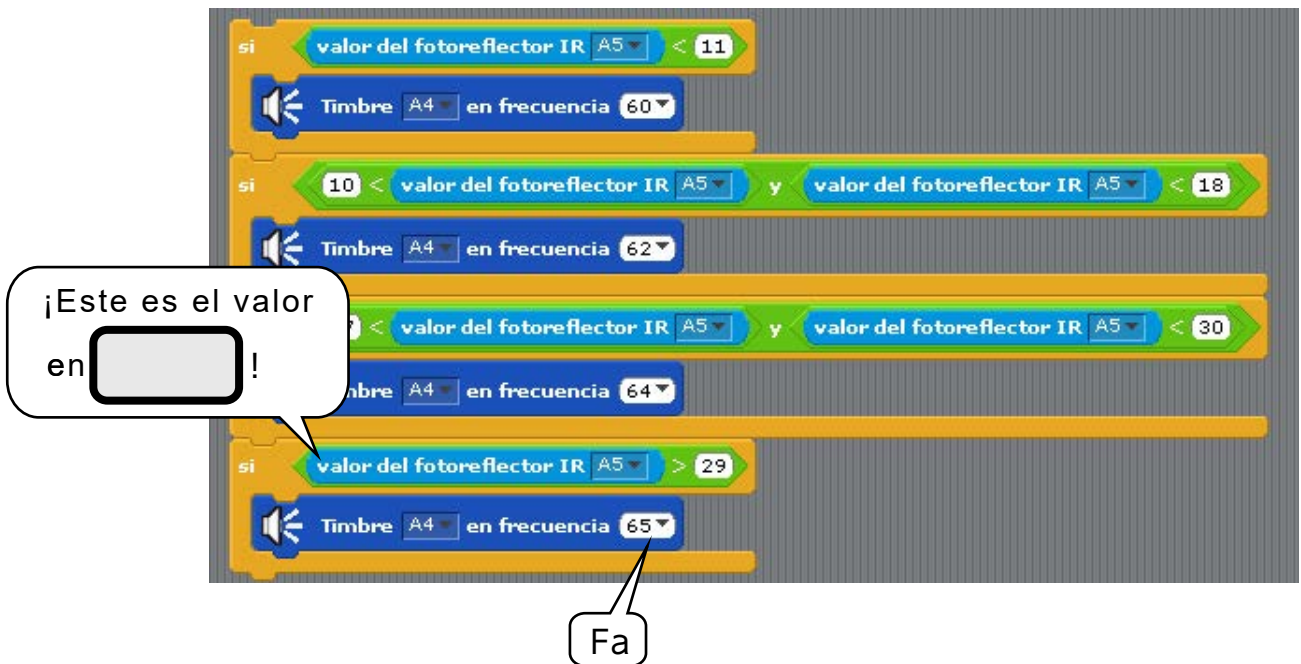 si valor del fotoreflector IR A5 < 11
Timbre A4 en frecuencia 60
si 10 < valor del fotoreflector IR A5 y valor del fotoreflector IR A5 < 18
Timbre A4 en frecuencia 62
¡Este es el valor
en !
< valor del fotoreflector IR A5 y valor del fotoreflector IR A5 < 30
A4 en frecuencia 64
si valor del fotoreflector IR A5 > 29
Timbre A4 en frecuencia 65
Fa